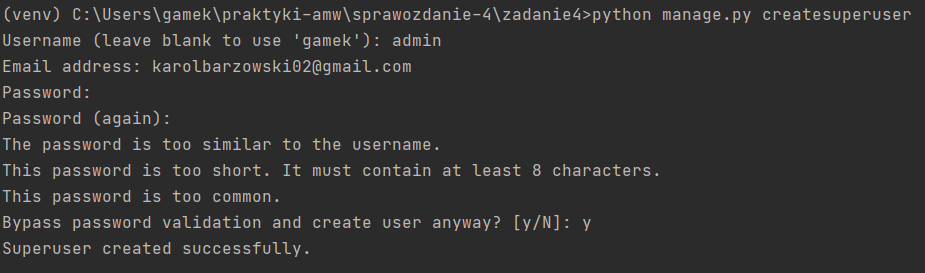 (venv) C:\Users\gamek\praktyki-amw\sprawozdanie-4\zadanie4>python manage.py createsuperuser
Username (leave blank to use 'gamek'): admin
Email address: karolbarzowski02@gmail.com
Password:
Password (again):
The password is too similar to the username.
This password is too short. It must contain at least 8 characters.
This password is too common.
Bypass password validation and create user anyway? [y/N]: y
Superuser created successfully.